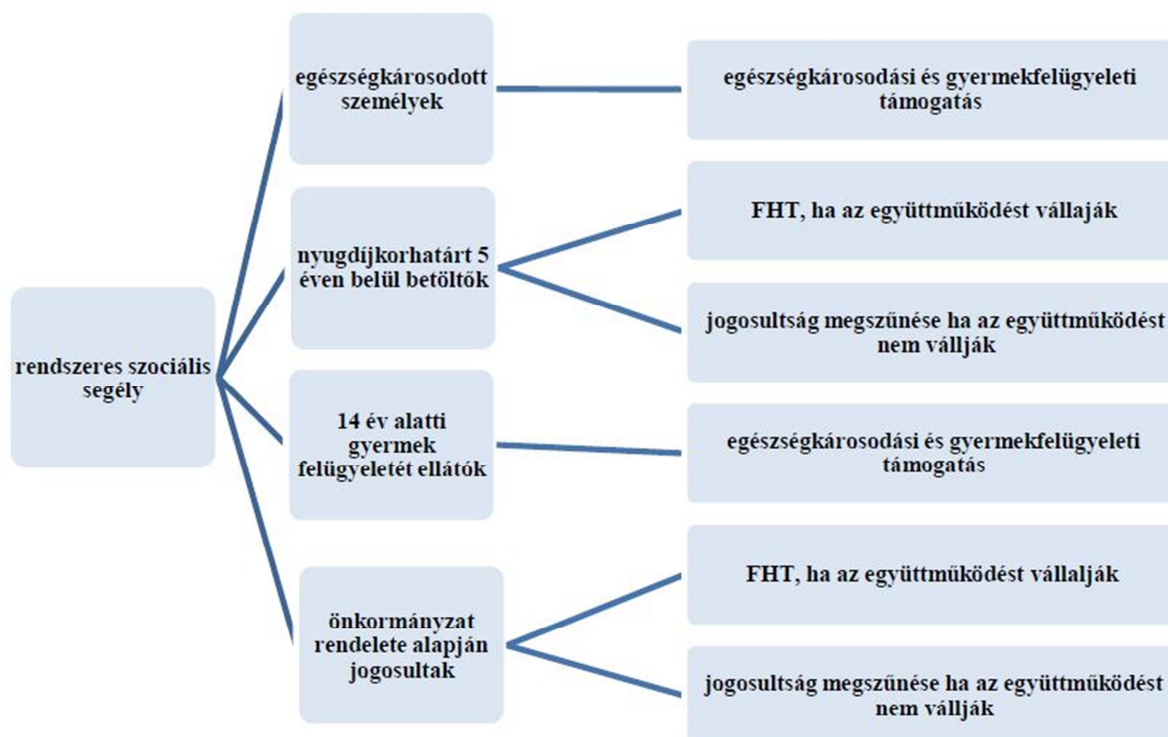 rendszeres szociális
segély
egészségkárosodott
személyek
egészségkárosodási és gyermekfelügyeleti
támogatás
nyugdíjkorhatárt 5
éven belül betöltők
FHT, ha az együttműködést vállaják
jogosultság megszűnése ha az együttműködést
nem vállják
14 év alatti
gyermek
felügyeletét ellátók
egészségkárosodási és gyermekfelügyeleti
támogatás
önkormányzat
rendelete alapján
jogosultak
FHT, ha az együttműködést vállalják
jogosultság megszűnése ha az együttműködést
nem vállják